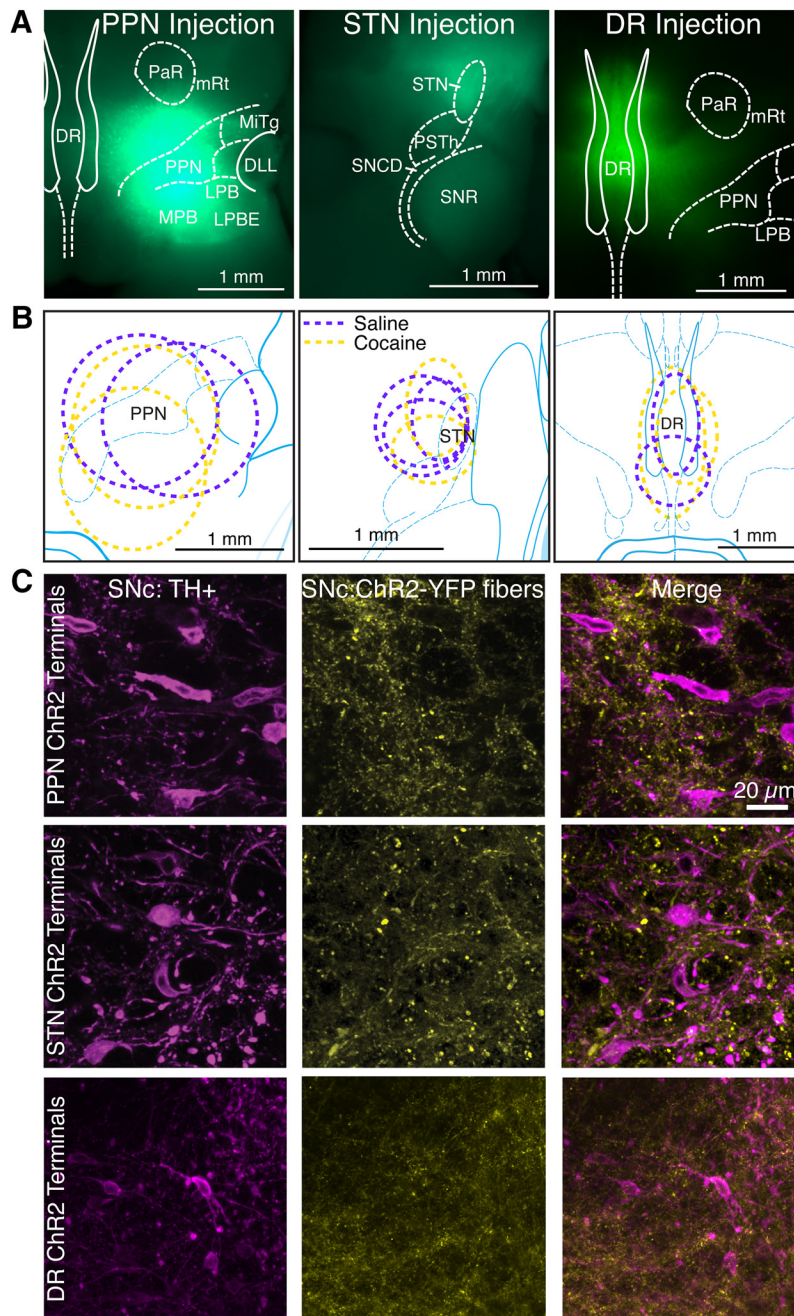 A
PPN Injection
STN Injection
DR Injection
PaR
mRt
DR
MiTg
PPN
DLL
LPB
MPB
LPBE
1 mm
STN
PSTh
SNCD
SNR
1 mm
PaR
mRt
DR
PPN
LPB
1 mm
B
Saline
Cocaine
PPN
1 mm
STN
1 mm
DR
1 mm
C
SNc: TH+
SNc:ChR2-YFP fibers
Merge
PPN ChR2 Terminals
20 µm
STN ChR2 Terminals
DR ChR2 Terminals